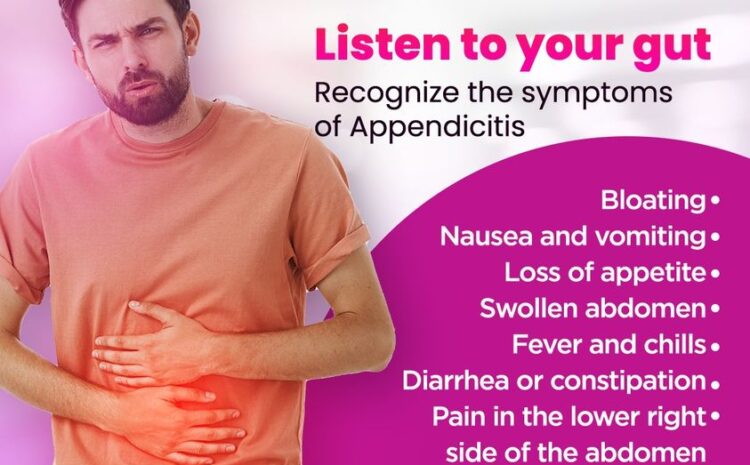 Listen to your gut
Recognize the symptoms
of Appendicitis
Bloating•
Nausea and vomiting•
Loss of appetite•
Swollen abdomen•
Fever and chills•
Diarrhea or constipation•
Pain in the lower right•
side of the abdomen